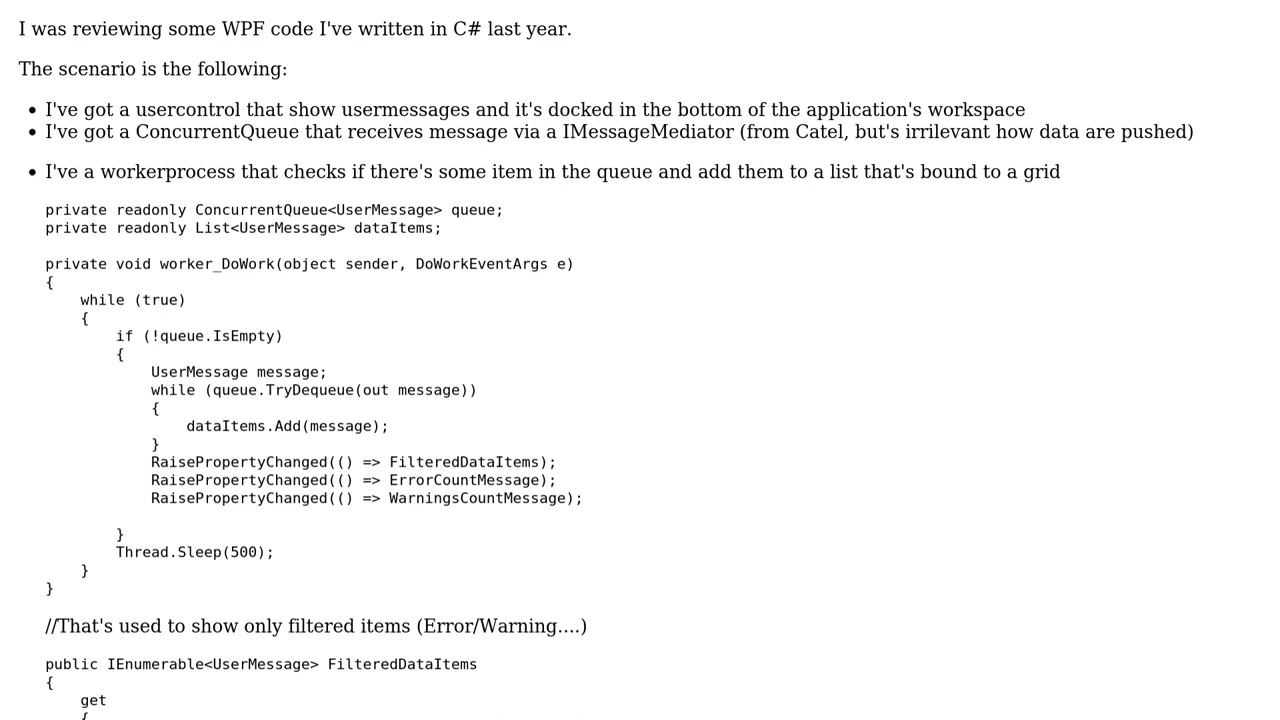 I was reviewing some WPF code I've written in C# last year.
The scenario is the following:
• I've got a usercontrol that show usermessages and it's docked in the bottom of the application's workspace
• I've got a ConcurrentQueue that receives message via a IMessageMediator (from Catel, but's irrilevant how data are pushed)
• I've a workerprocess that checks if there's some item in the queue and add them to a list that's bound to a grid
private readonly ConcurrentQueue<UserMessage> queue;
private readonly List<UserMessage> dataItems;
private void worker_DoWork(object sender, DoWorkEventArgs e)
{
    while (true)
    {
        if (!queue.IsEmpty)
        {
            UserMessage message;
            while (queue.TryDequeue(out message))
            {
                dataItems.Add(message);
            }
            RaisePropertyChanged(() => FilteredDataItems);
            RaisePropertyChanged(() => ErrorCountMessage);
            RaisePropertyChanged(() => WarningsCountMessage);
        }
        Thread.Sleep(500);
    }
}
//That's used to show only filtered items (Error/Warning....)
public IEnumerable<UserMessage> FilteredDataItems
{
    get
    {